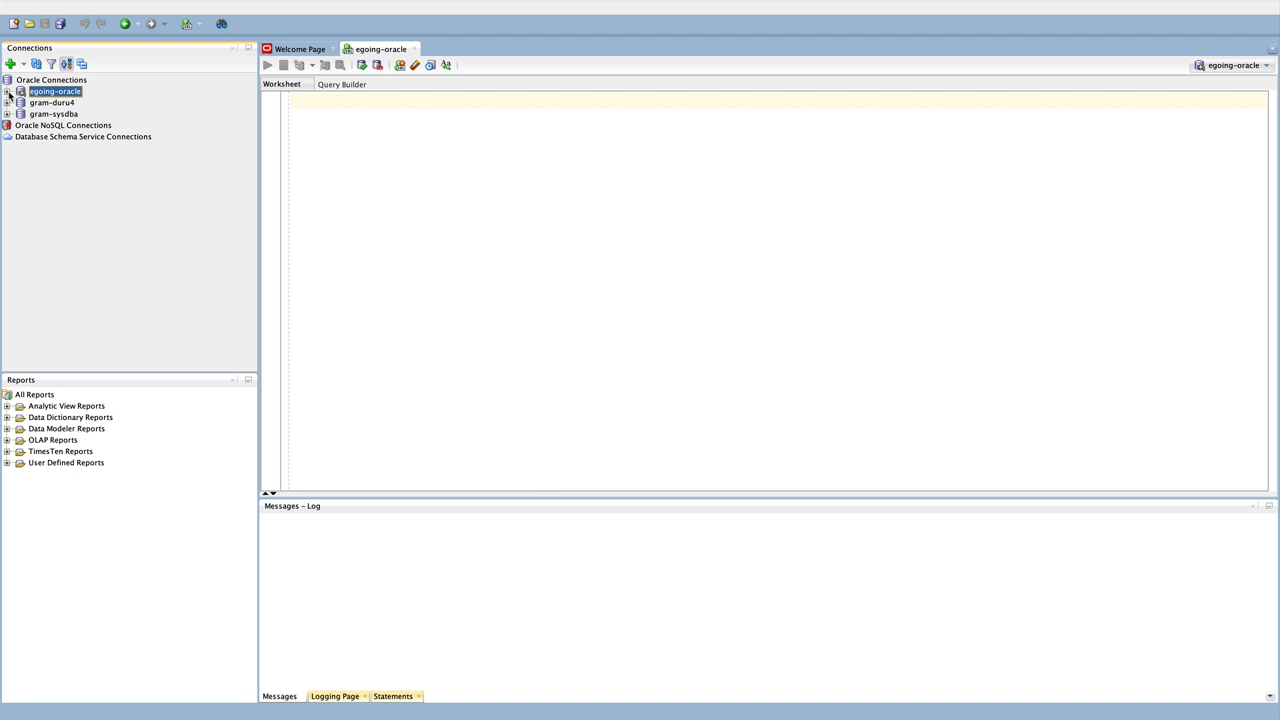 Connections
Oracle Connections
egoing-oracle
gram-duru4
gram-sysdba
Oracle NoSQL Connections
Database Schema Service Connections
Reports
All Reports
Analytic View Reports
Data Dictionary Reports
Data Modeler Reports
OLAP Reports
TimesTen Reports
User Defined Reports
Welcome Page
egoing-oracle
egoing-oracle
Worksheet
Query Builder
Messages - Log
Messages
Logging Page
Statements